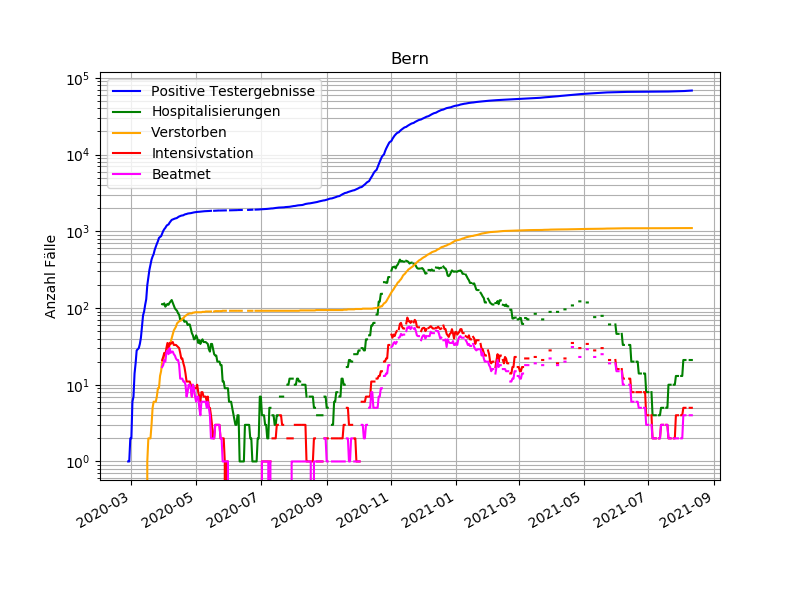 Bern
Anzahl Fälle
10^5
10^4
10^3
10^2
10^1
10^0
Positive Testergebnisse
Hospitalisierungen
Verstorben
Intensivstation
Beatmet
2020-03
2020-05
2020-07
2020-09
2020-11
2021-01
2021-03
2021-05
2021-07
2021-09